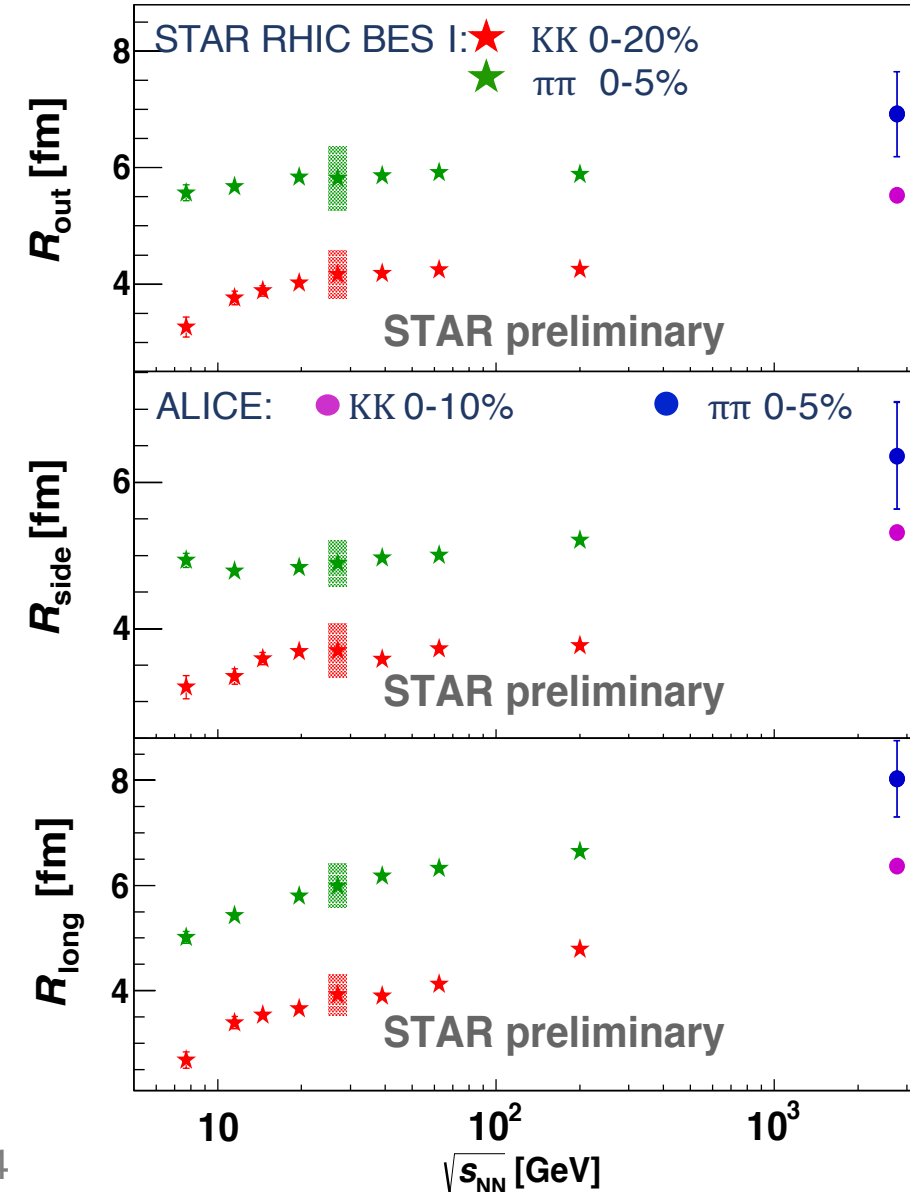 STAR RHIC BES I: ★ KK 0-20%
★ ππ 0-5%
8
6
4
R_out [fm]
STAR preliminary
ALICE: ● KK 0-10% ● ππ 0-5%
6
4
R_side [fm]
STAR preliminary
8
6
4
R_long [fm]
STAR preliminary
10 10² 10³
4
√s_NN [GeV]